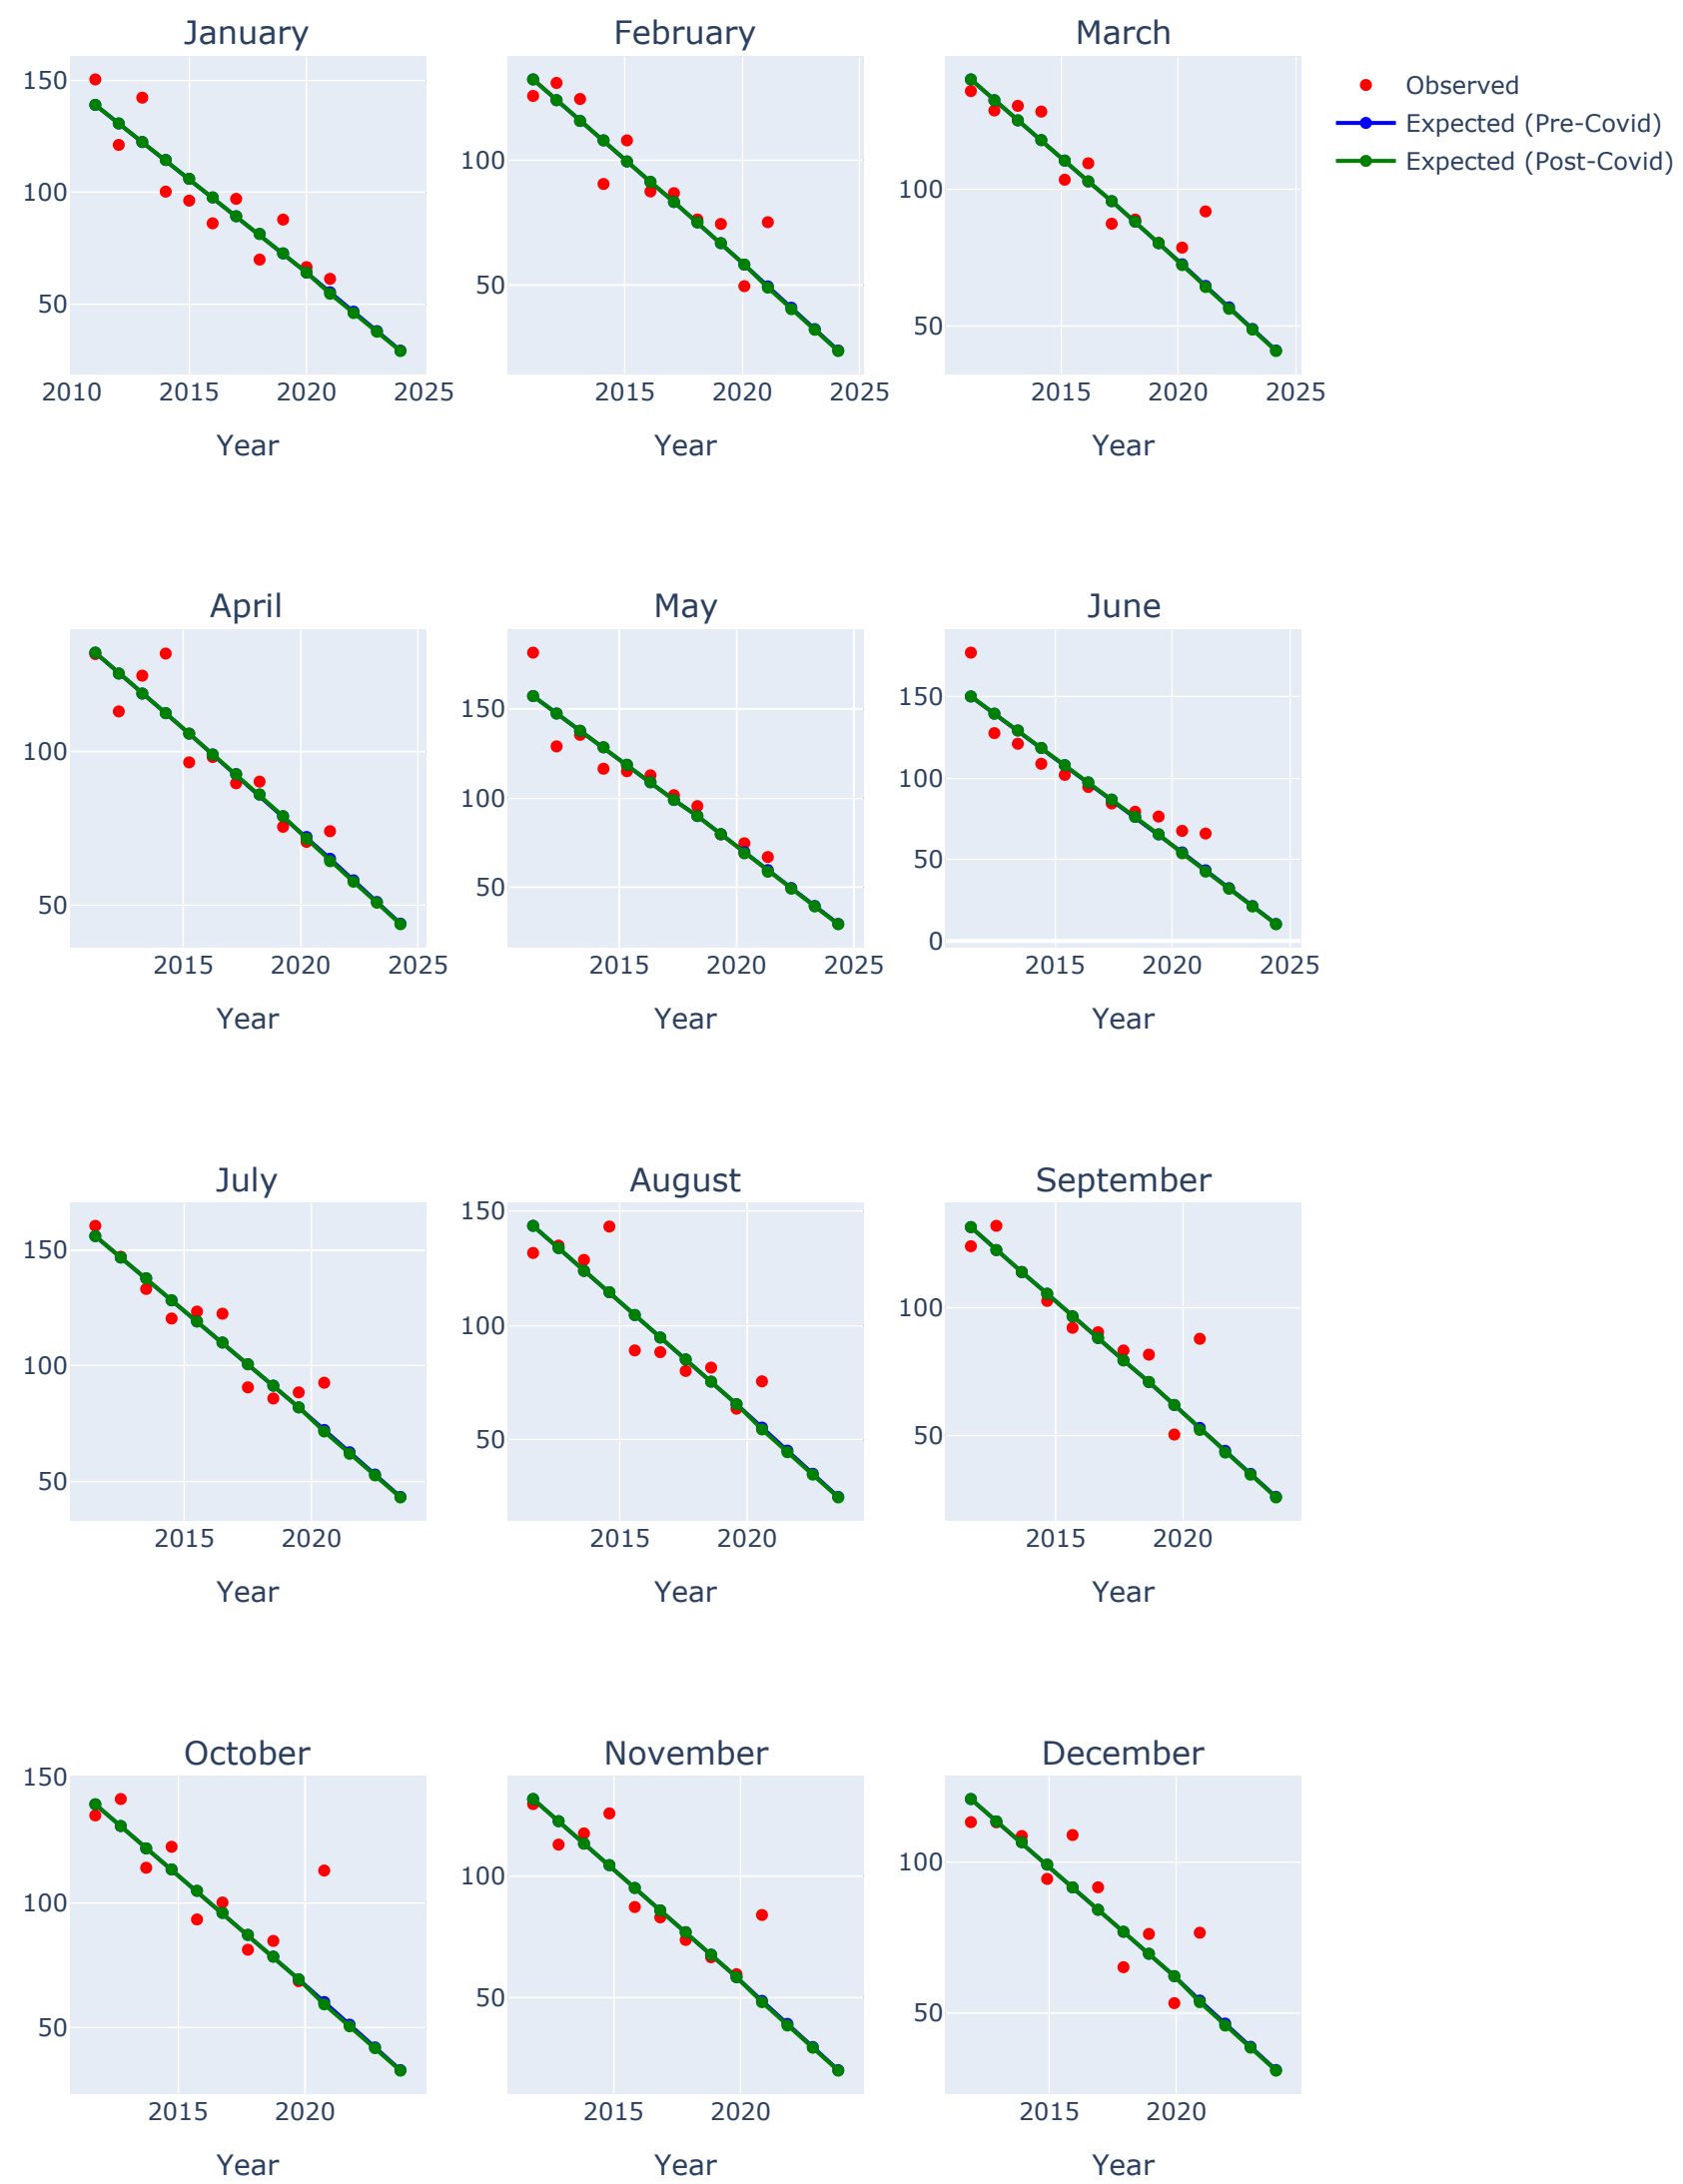 January February March
150
100
50
2010 2015 2020 2025
Year
100
50
2015 2020 2025
Year
100
50
2015 2020 2025
Year
Observed
Expected (Pre-Covid)
Expected (Post-Covid)
April May June
100
50
2015 2020 2025
Year
150
100
50
2015 2020 2025
Year
150
100
50
0
2015 2020 2025
Year
July August September
150
100
50
2015 2020
Year
150
100
50
2015 2020
Year
100
50
2015 2020
Year
October November December
150
100
50
2015 2020
Year
100
50
2015 2020
Year
100
50
2015 2020
Year